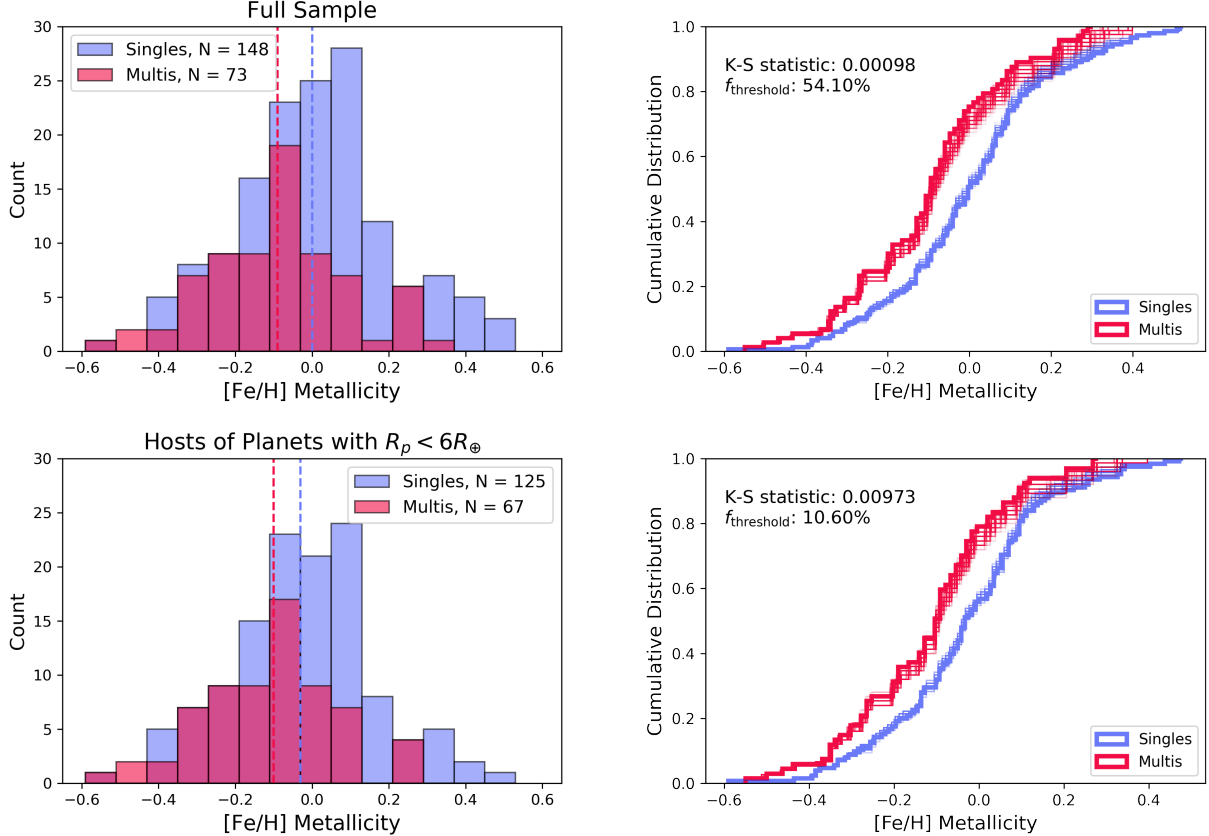 Full Sample
30
25
20
15
10
5
0
Count
Singles, N = 148
Multis, N = 73
−0.6 −0.4 −0.2 0.0 0.2 0.4 0.6
[Fe/H] Metallicity
1.0
0.8
0.6
0.4
0.2
0.0
Cumulative Distribution
K-S statistic: 0.00098
f_threshold: 54.10%
Singles
Multis
−0.6 −0.4 −0.2 0.0 0.2 0.4
[Fe/H] Metallicity
Hosts of Planets with R_p < 6R_⊕
30
25
20
15
10
5
0
Count
Singles, N = 125
Multis, N = 67
−0.6 −0.4 −0.2 0.0 0.2 0.4 0.6
[Fe/H] Metallicity
1.0
0.8
0.6
0.4
0.2
0.0
Cumulative Distribution
K-S statistic: 0.00973
f_threshold: 10.60%
Singles
Multis
−0.6 −0.4 −0.2 0.0 0.2 0.4
[Fe/H] Metallicity